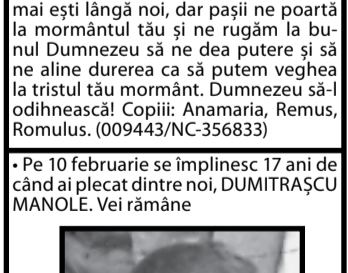 mai ești lângă noi, dar pașii ne poartă
la mormântul tău și ne rugăm la bu-
nul Dumnezeu să ne dea putere și să
ne aline durerea ca să putem veghea
la tristul tău mormânt. Dumnezeu să-l
odihnească! Copiii: Anamaria, Remus,
Romulus. (009443/NC-356833)
• Pe 10 februarie se împlinesc 17 ani de
când ai plecat dintre noi, DUMITRAȘCU
MANOLE. Vei rămâne